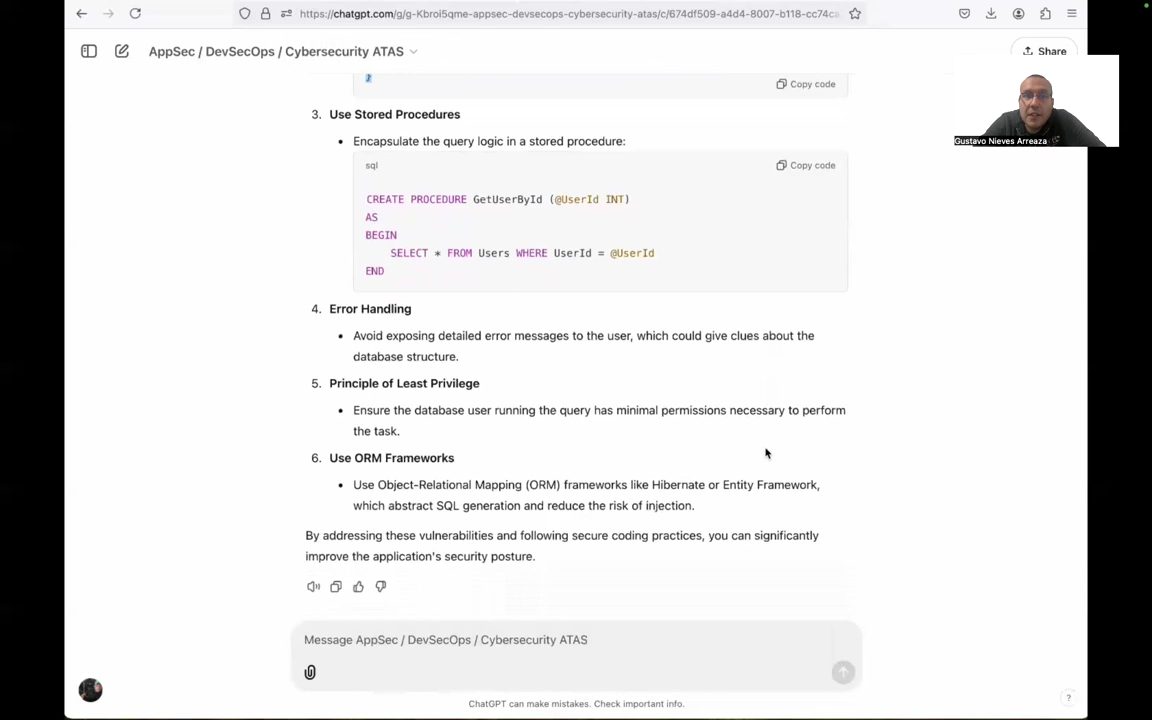 https://chatgpt.com/g/g-Kbroi5qme-appsec-devsecops-cybersecurity-atas/c/674df509-a4d4-8007-b118-cc74ca
AppSec / DevSecOps / Cybersecurity ATAS
Share
}
Copy code
Gustavo Nieves Arreaza
3. Use Stored Procedures
• Encapsulate the query logic in a stored procedure:
sql
Copy code
CREATE PROCEDURE GetUserById (@UserId INT)
AS
BEGIN
SELECT * FROM Users WHERE UserId = @UserId
END
4. Error Handling
• Avoid exposing detailed error messages to the user, which could give clues about the
database structure.
5. Principle of Least Privilege
• Ensure the database user running the query has minimal permissions necessary to perform
the task.
6. Use ORM Frameworks
• Use Object-Relational Mapping (ORM) frameworks like Hibernate or Entity Framework,
which abstract SQL generation and reduce the risk of injection.
By addressing these vulnerabilities and following secure coding practices, you can significantly
improve the application's security posture.
Message AppSec / DevSecOps / Cybersecurity ATAS
ChatGPT can make mistakes. Check important info.
?